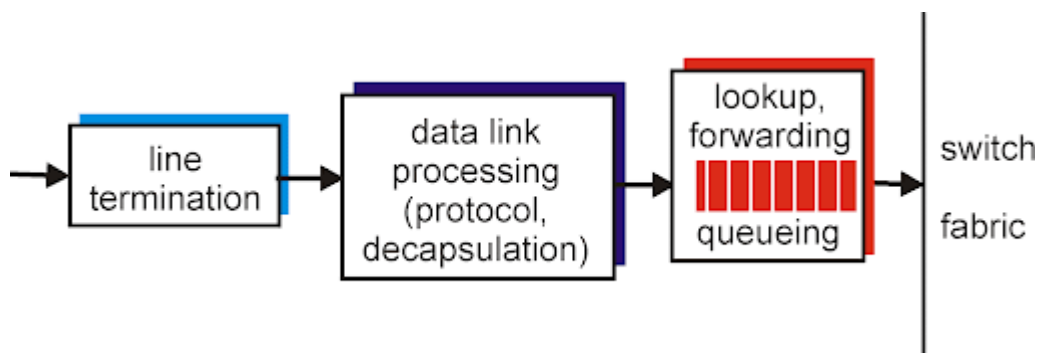 line
termination
data link
processing
(protocol,
decapsulation)
lookup,
forwarding
queueing
switch
fabric